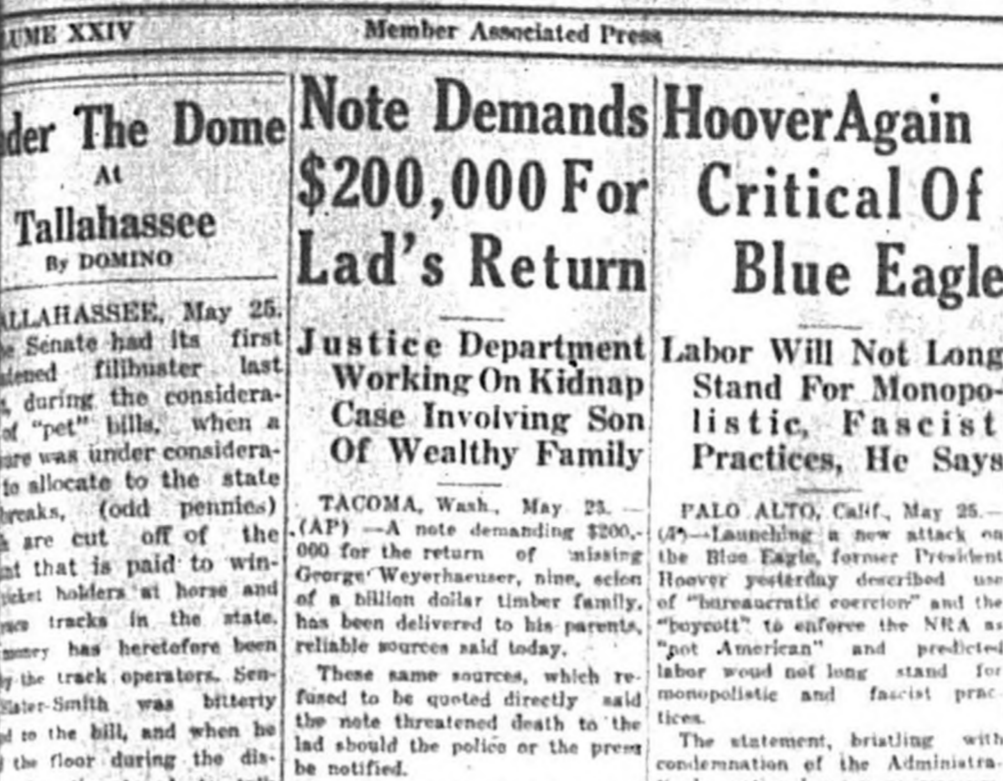 LUME XXIV
Member Associated Press
der The Dome
At
Tallahassee
By DOMINO
ALLAHASSEE, May 25.
Senate had its first
filibuster last
during the considera-
of "pet" bills, when a
was under considera-
to allocate to the state
breaks, (odd pennies)
are cut off of the
that is paid to win-
ticket holders at horse and
tracks in the state.
money has heretofore been
by the track operators. Sen-
Slater-Smith was bitterly
to the bill, and when he
the floor during the dis-
Note Demands
$200,000 For
Lad's Return
Justice Department
Working On Kidnap
Case Involving Son
Of Wealthy Family
TACOMA, Wash., May 25. —
(AP) —A note demanding $200,-
000 for the return of missing
George Weyerhaeuser, nine, scion
of a billion dollar timber family,
has been delivered to his parents,
reliable sources said today.
These same sources, which re-
fused to be quoted directly said
the note threatened death to the
lad should the police or the press
be notified.
Hoover Again
Critical Of
Blue Eagle
Labor Will Not Long
Stand For Monopo-
listic, Fascist
Practices, He Says
PALO ALTO, Calif., May 25.—
(AP)—Launching a new attack on
the Blue Eagle, former President
Hoover yesterday described use
of "bureaucratic coercion" and the
"boycott" to enforce the NRA as
"not American" and predicted
labor woud not long stand for
monopolistic and fascist prac
tices.
The statement, bristling with
condemnation of the Administra-